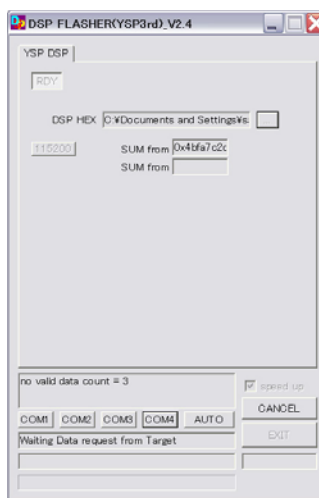 DSP FLASHER(YSP3rd)_V2.4
YSP DSP
RDY
DSP HEX C:¥Documents and Settings¥s ...
115200 SUM from 0x4bfa7c2c
SUM from
no valid data count = 3
speed up
COM1 COM2 COM3 COM4 AUTO CANCEL
Waiting Data request from Target EXIT